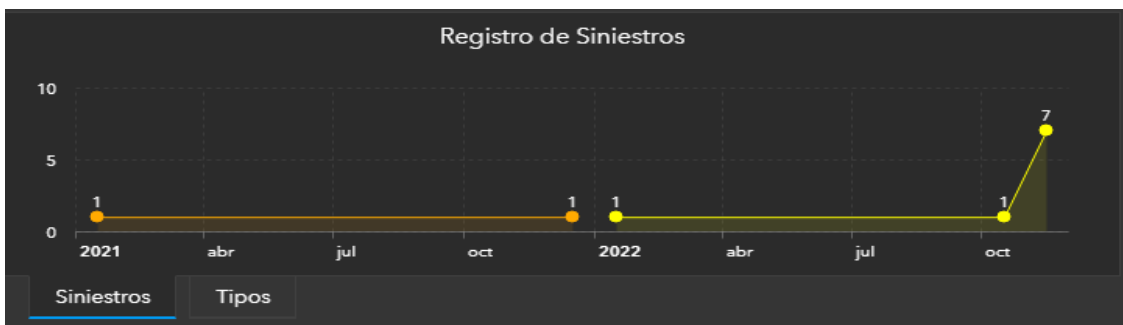 Registro de Siniestros
10
7
5
1 1 1 1
0
2021 abr jul oct 2022 abr jul oct
Siniestros Tipos